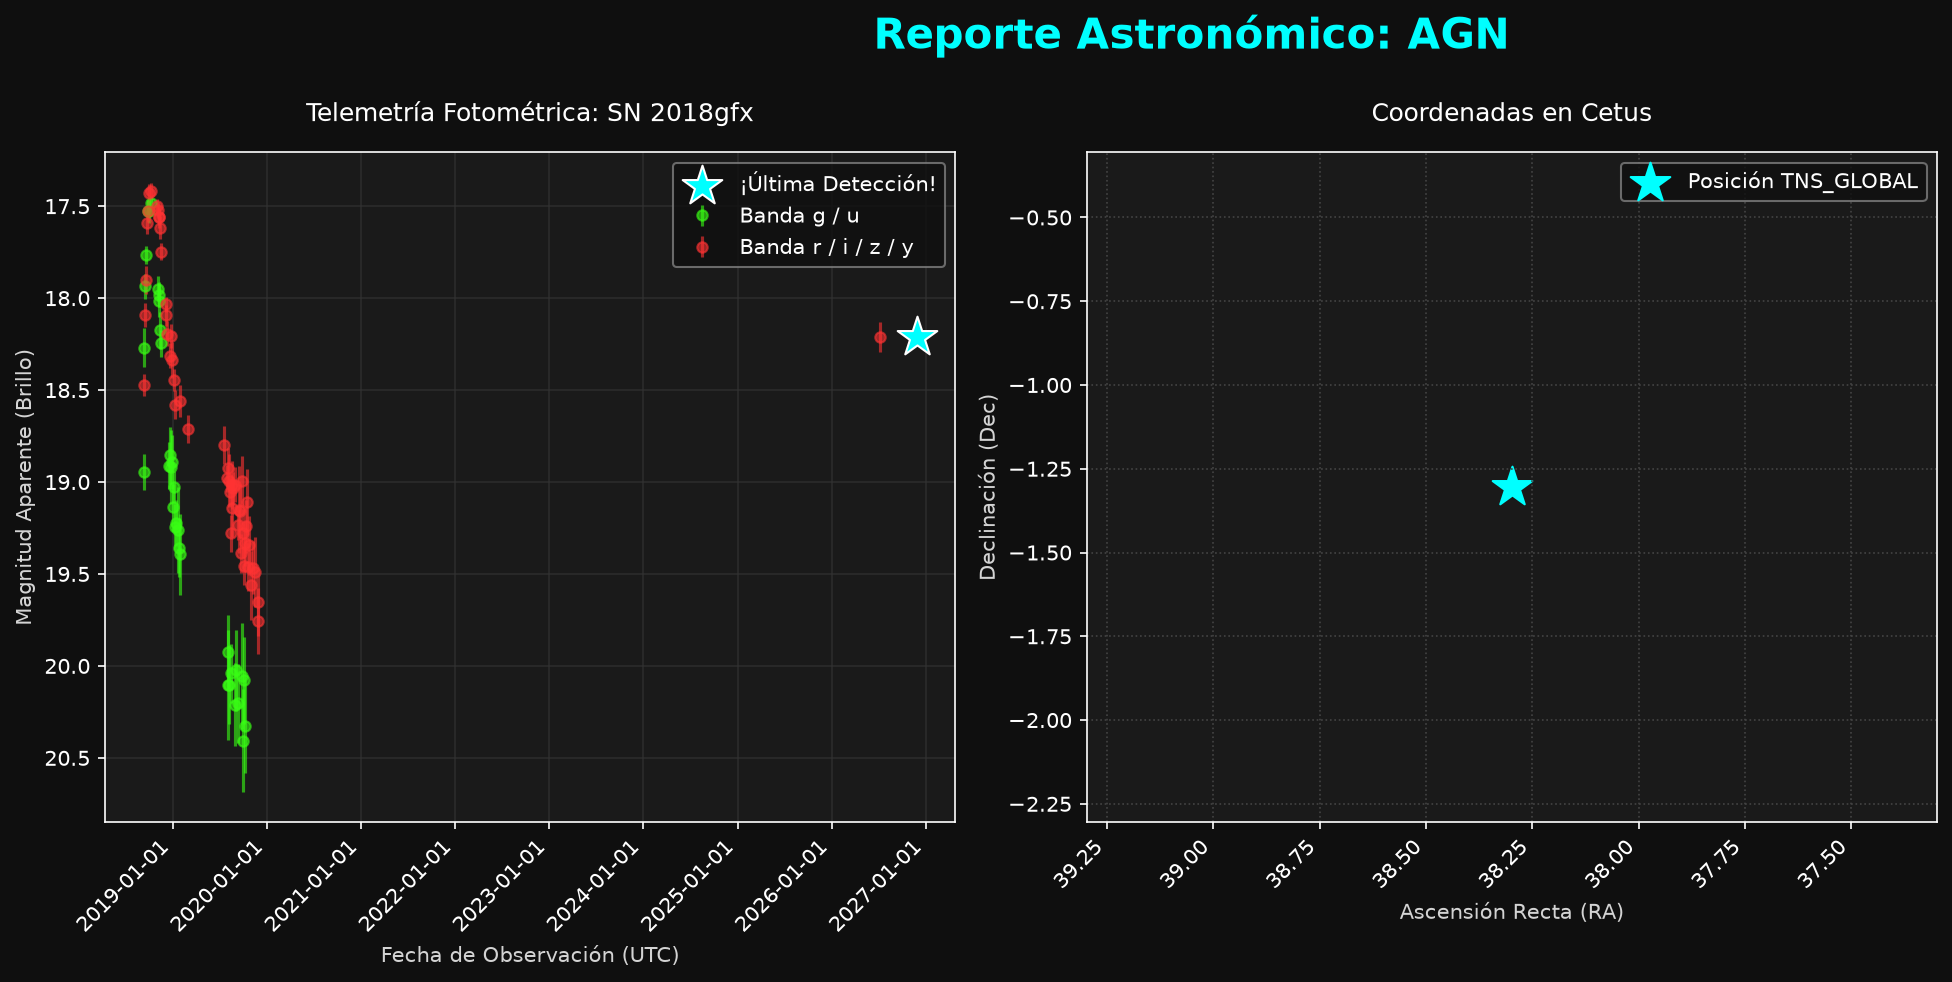 Reporte Astronómico: AGN
Telemetría Fotométrica: SN 2018gfx
¡Última Detección!
Banda g / u
Banda r / i / z / y
Magnitud Aparente (Brillo)
17.5
18.0
18.5
19.0
19.5
20.0
20.5
2019-01-01
2020-01-01
2021-01-01
2022-01-01
2023-01-01
2024-01-01
2025-01-01
2026-01-01
2027-01-01
Fecha de Observación (UTC)
Coordenadas en Cetus
Posición TNS_GLOBAL
Declinación (Dec)
−0.50
−0.75
−1.00
−1.25
−1.50
−1.75
−2.00
−2.25
39.25
39.00
38.75
38.50
38.25
38.00
37.75
37.50
Ascensión Recta (RA)